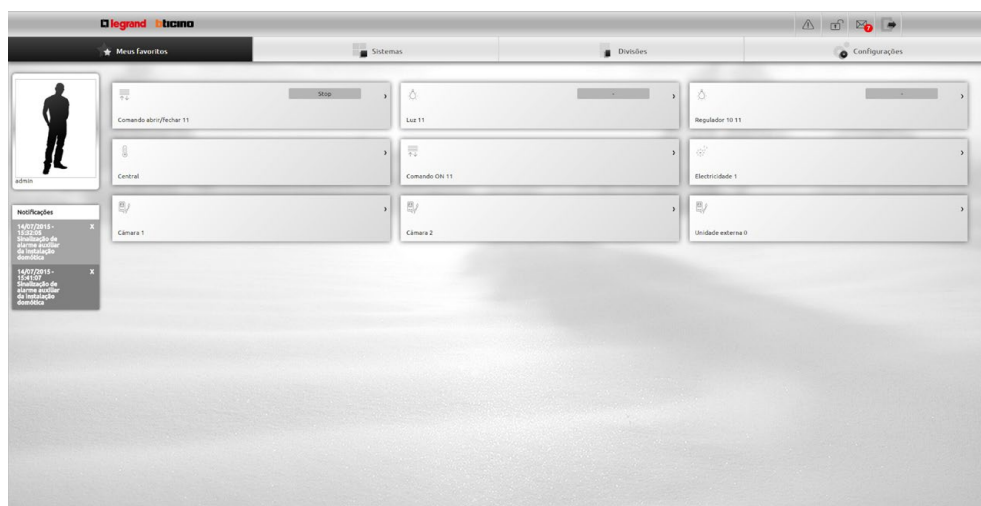 legrand bticino
7
Meus favoritos
Sistemas
Divisões
Configurações
admin
Stop
Comando abrir/fechar 11
-
Luz 11
-
Regulador 10 11
Central
Comando ON 11
Electricidade 1
Câmara 1
Câmara 2
Unidade externa 0
Notificações
14/07/2015 - X
15:32:05
Sinalização de
alarme auxiliar
da instalação
domótica
14/07/2015 - X
15:41:07
Sinalização de
alarme auxiliar
da instalação
domótica